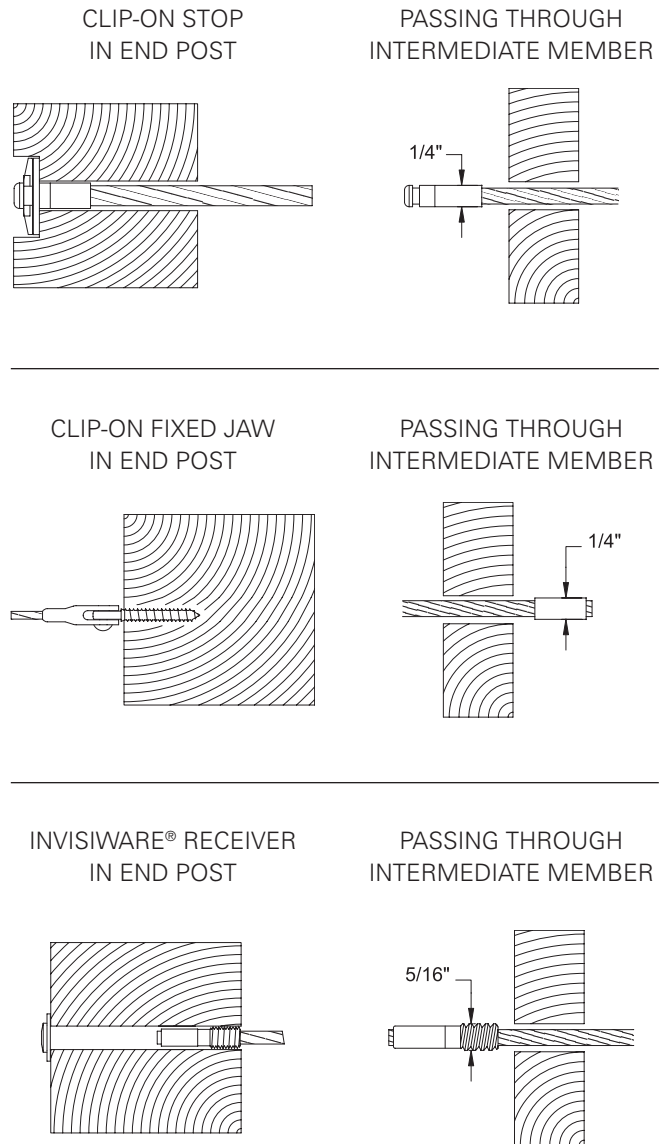 CLIP-ON STOP
IN END POST
PASSING THROUGH
INTERMEDIATE MEMBER
1/4"
CLIP-ON FIXED JAW
IN END POST
PASSING THROUGH
INTERMEDIATE MEMBER
1/4"
INVISIWARE® RECEIVER
IN END POST
PASSING THROUGH
INTERMEDIATE MEMBER
5/16"